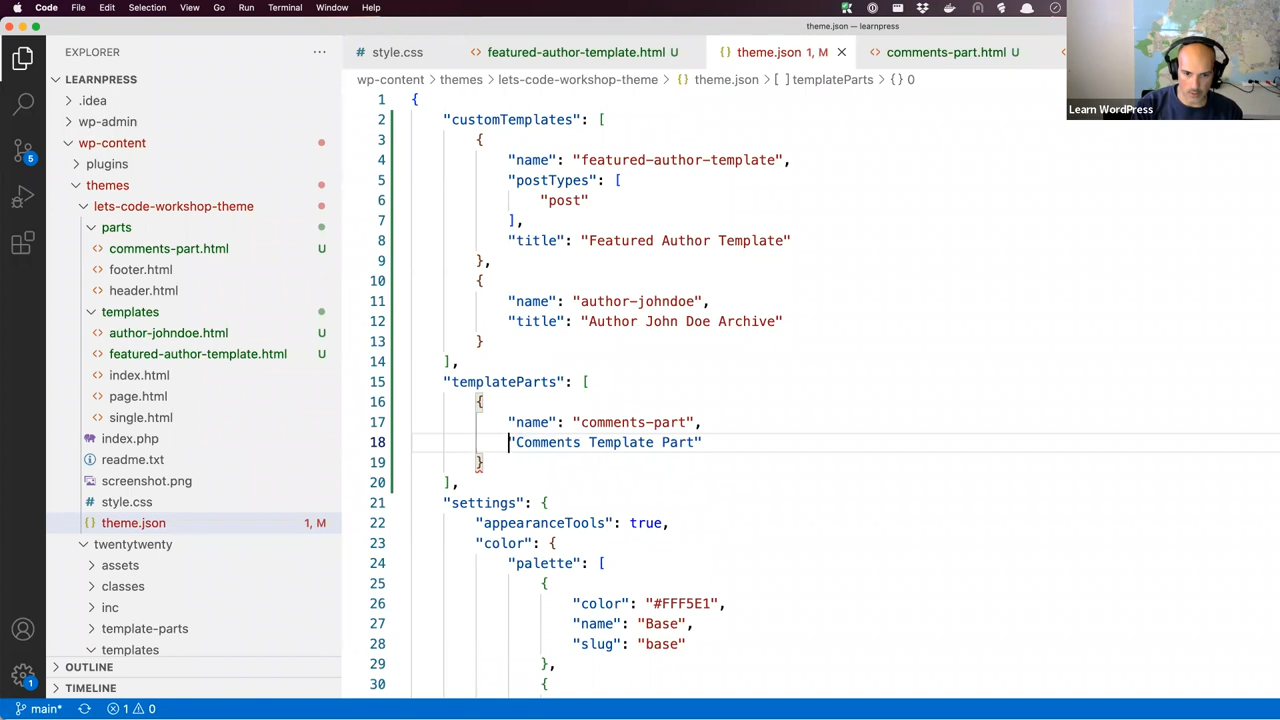 Code File Edit Selection View Go Run Terminal Window Help
theme.json — learnpress
EXPLORER
style.css
featured-author-template.html U
theme.json 1, M
comments-part.html U
LEARNPRESS
wp-content > themes > lets-code-workshop-theme > {} theme.json > [ ] templateParts > {} 0
Learn WordPress
.idea
wp-admin
wp-content
plugins
themes
lets-code-workshop-theme
parts
comments-part.html U
footer.html
header.html
templates
author-johndoe.html U
featured-author-template.html U
index.html
page.html
single.html
index.php
readme.txt
screenshot.png
style.css
theme.json 1, M
twentytwenty
assets
classes
inc
template-parts
templates
OUTLINE
TIMELINE
1 {
2 "customTemplates": [
3 {
4 "name": "featured-author-template",
5 "postTypes": [
6 "post"
7 ],
8 "title": "Featured Author Template"
9 },
10 {
11 "name": "author-johndoe",
12 "title": "Author John Doe Archive"
13 }
14 ],
15 "templateParts": [
16 {
17 "name": "comments-part",
18 "Comments Template Part"
19 }
20 ],
21 "settings": {
22 "appearanceTools": true,
23 "color": {
24 "palette": [
25 {
26 "color": "#FFF5E1",
27 "name": "Base",
28 "slug": "base"
29 },
30 {
5
1
main* 1 0